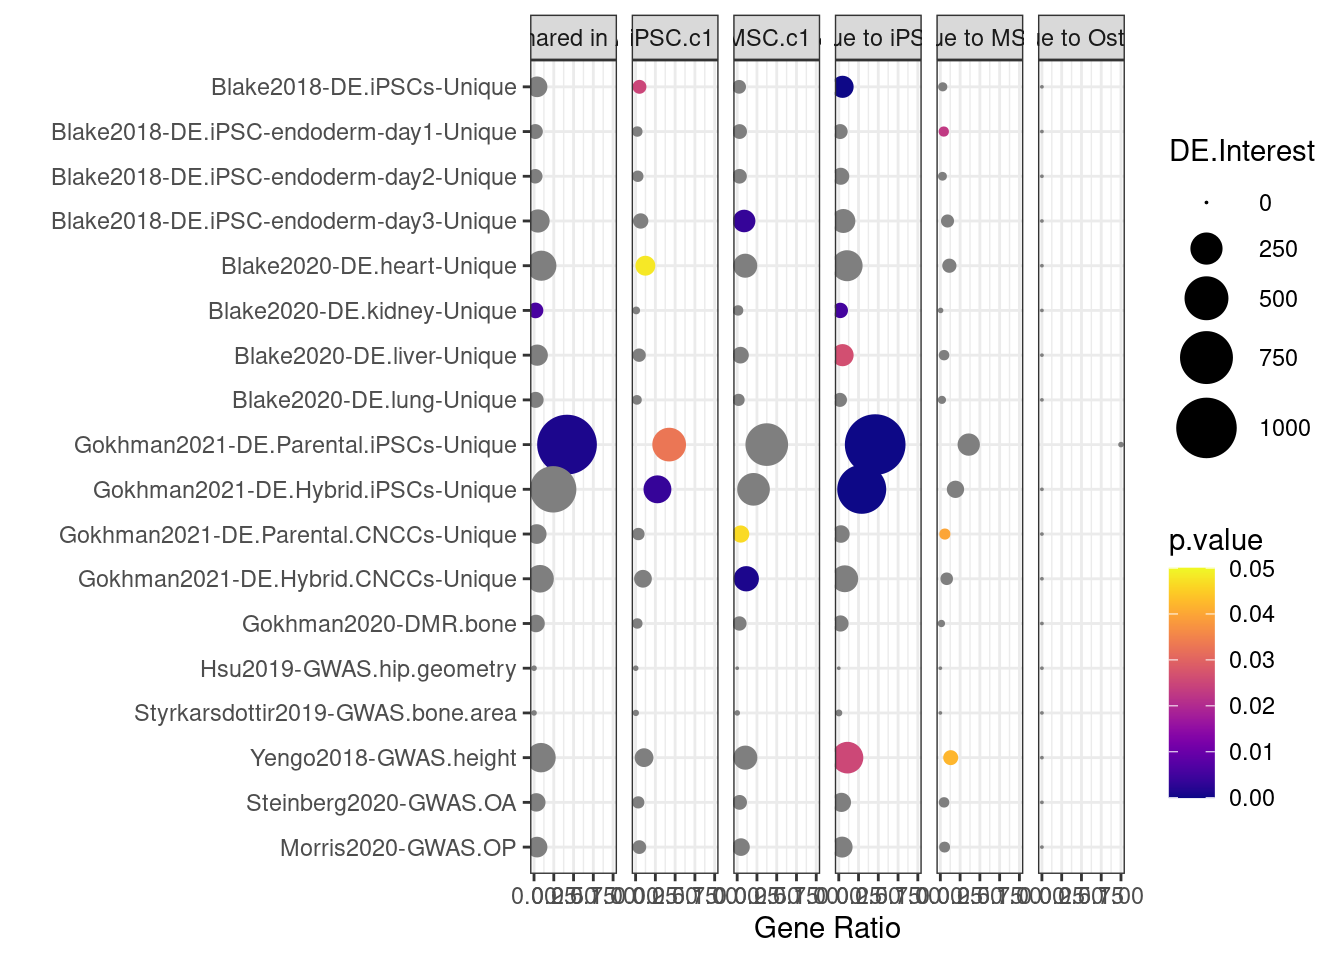 hared in
iPSC.c1
MSC.c1
ue to iPS
ue to MS
e to Ost
Blake2018-DE.iPSCs-Unique
Blake2018-DE.iPSC-endoderm-day1-Unique
Blake2018-DE.iPSC-endoderm-day2-Unique
Blake2018-DE.iPSC-endoderm-day3-Unique
Blake2020-DE.heart-Unique
Blake2020-DE.kidney-Unique
Blake2020-DE.liver-Unique
Blake2020-DE.lung-Unique
Gokhman2021-DE.Parental.iPSCs-Unique
Gokhman2021-DE.Hybrid.iPSCs-Unique
Gokhman2021-DE.Parental.CNCCs-Unique
Gokhman2021-DE.Hybrid.CNCCs-Unique
Gokhman2020-DMR.bone
Hsu2019-GWAS.hip.geometry
Styrkarsdottir2019-GWAS.bone.area
Yengo2018-GWAS.height
Steinberg2020-GWAS.OA
Morris2020-GWAS.OP
Gene Ratio
DE.Interest
0
250
500
750
1000
p.value
0.05
0.04
0.03
0.02
0.01
0.00